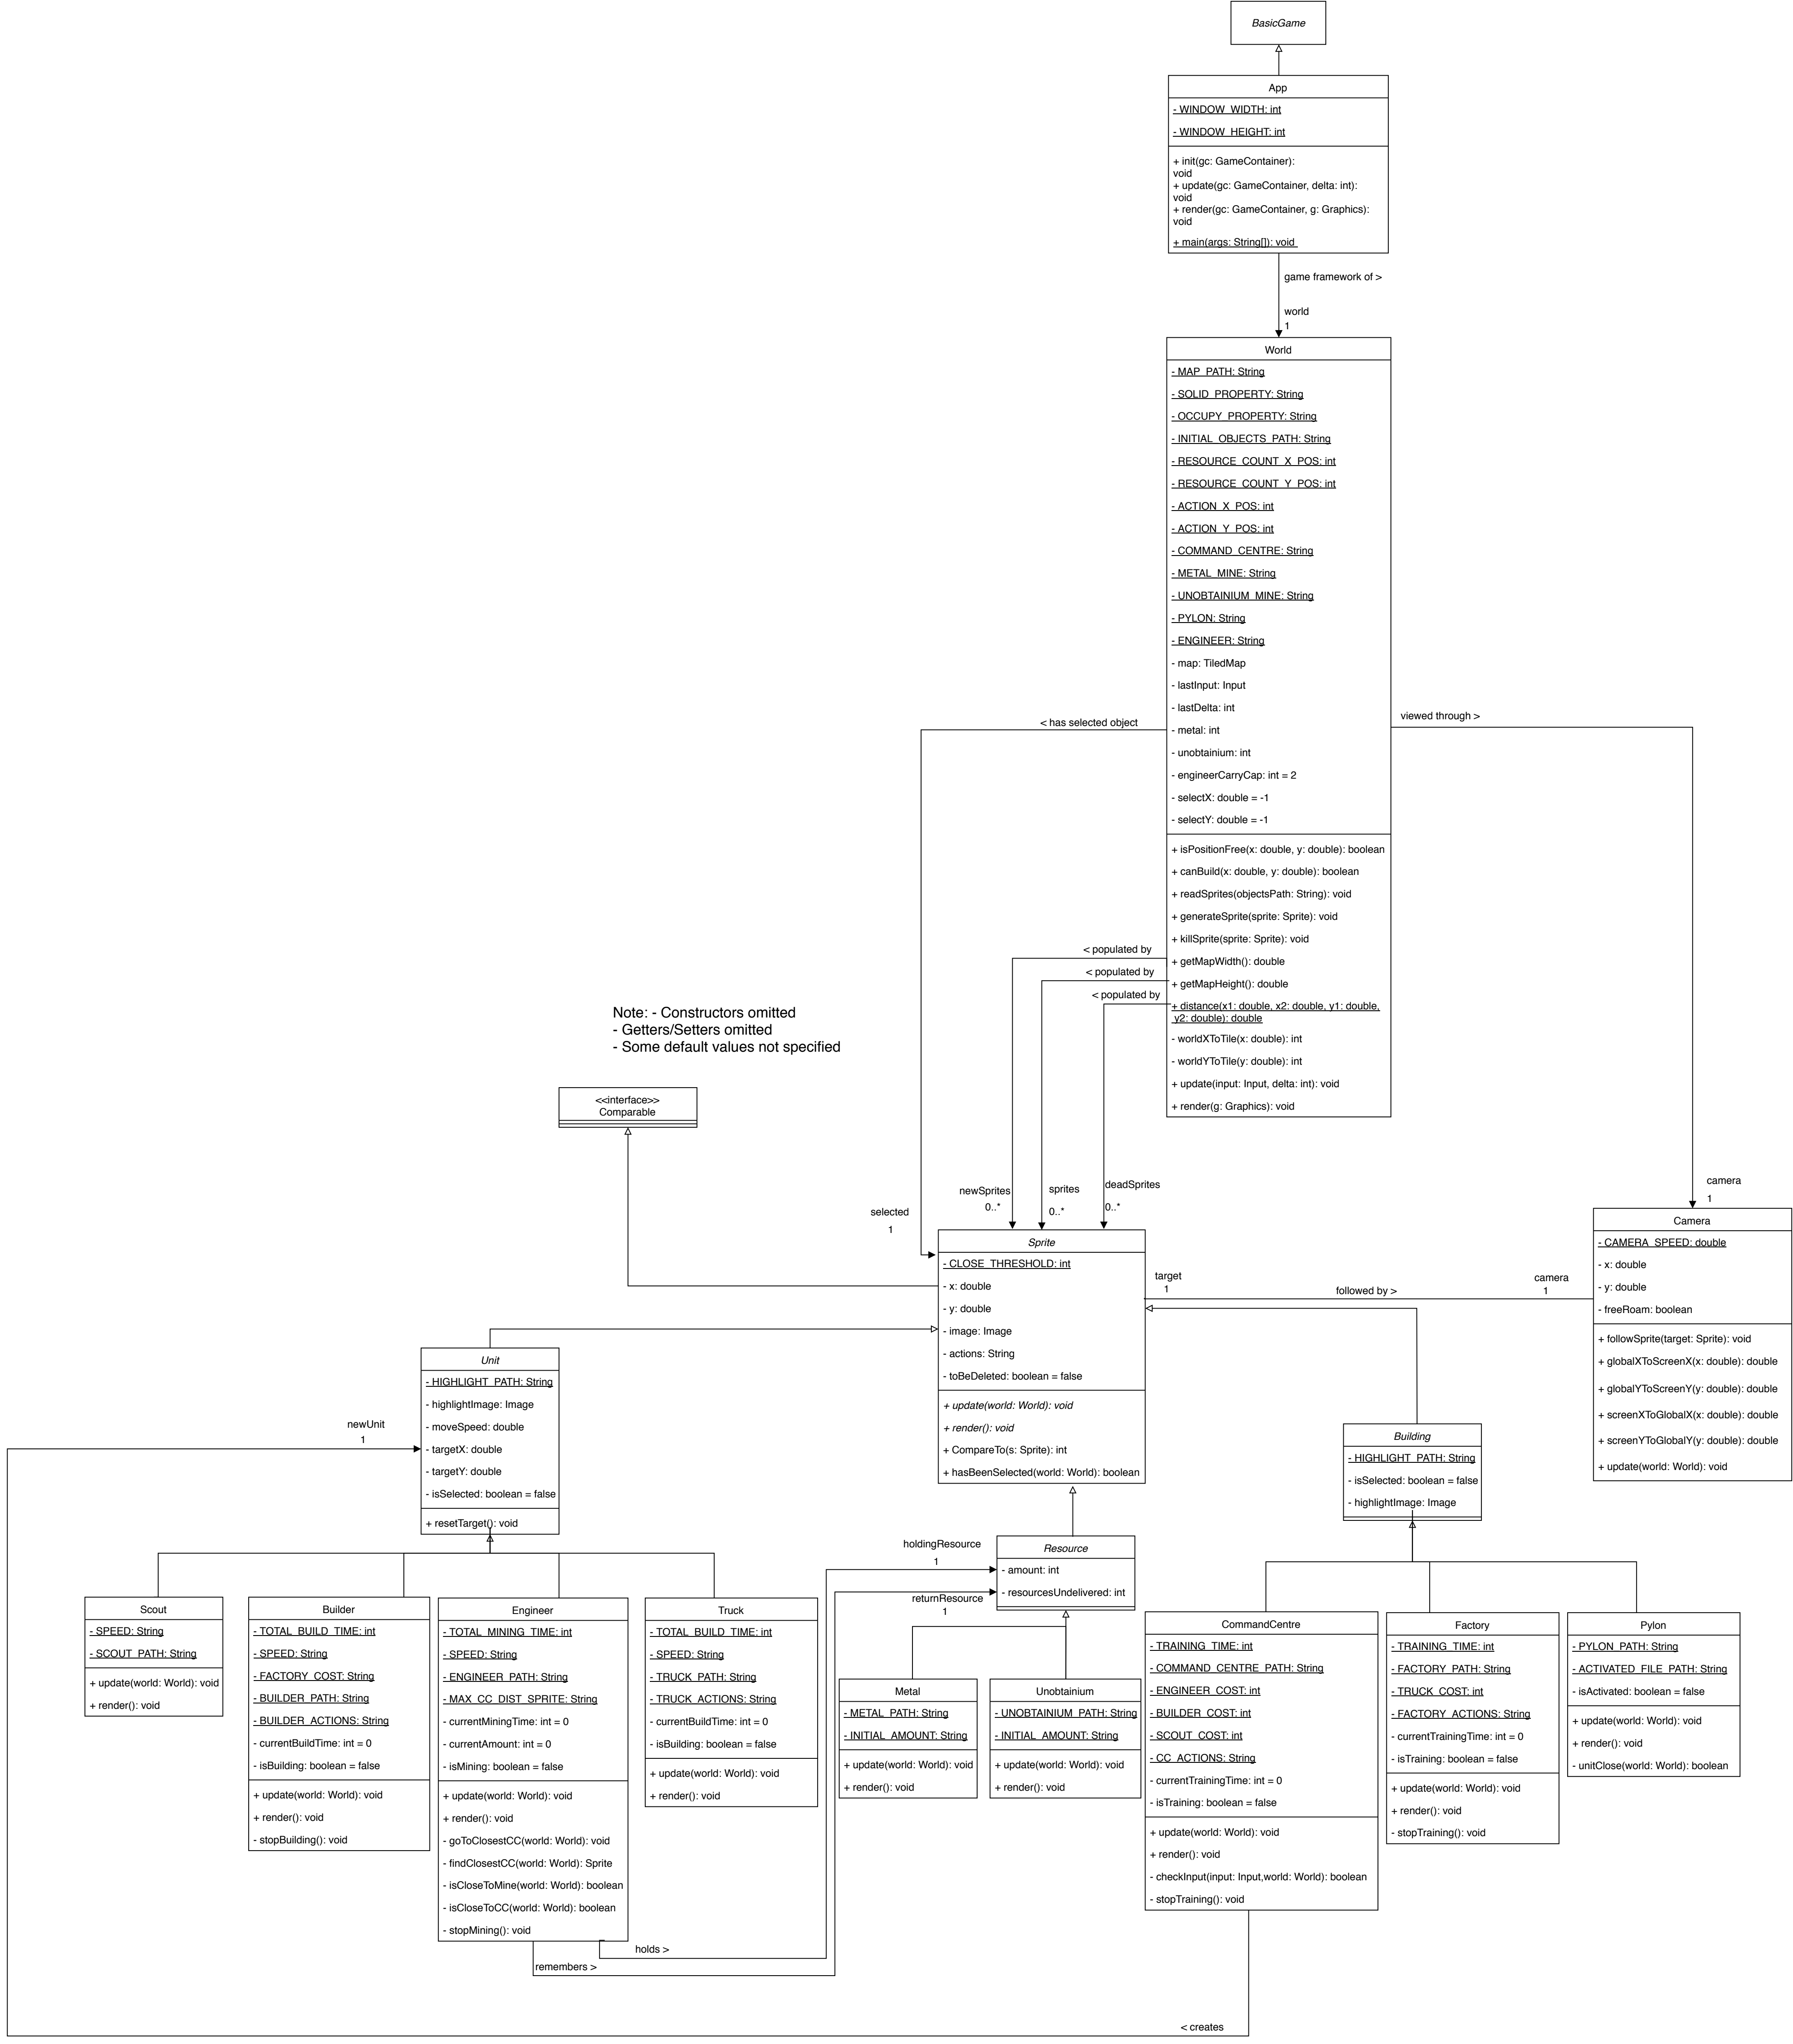 BasicGame
App
- WINDOW_WIDTH: int
- WINDOW_HEIGHT: int
+ init(gc: GameContainer):
void
+ update(gc: GameContainer, delta: int):
void
+ render(gc: GameContainer, g: Graphics):
void
+ main(args: String[]): void
game framework of >
world
1
World
- MAP_PATH: String
- SOLID_PROPERTY: String
- OCCUPY_PROPERTY: String
- INITIAL_OBJECTS_PATH: String
- RESOURCE_COUNT_X_POS: int
- RESOURCE_COUNT_Y_POS: int
- ACTION_X_POS: int
- ACTION_Y_POS: int
- COMMAND_CENTRE: String
- METAL_MINE: String
- UNOBTAINIUM_MINE: String
- PYLON: String
- ENGINEER: String
- map: TiledMap
- lastInput: Input
- lastDelta: int
- metal: int
- unobtainium: int
- engineerCarryCap: int = 2
- selectX: double = -1
- selectY: double = -1
+ isPositionFree(x: double, y: double): boolean
+ canBuild(x: double, y: double): boolean
+ readSprites(objectsPath: String): void
+ generateSprite(sprite: Sprite): void
+ killSprite(sprite: Sprite): void
+ getMapWidth(): double
+ getMapHeight(): double
+ distance(x1: double, x2: double, y1: double,
y2: double): double
- worldXToTile(x: double): int
- worldYToTile(y: double): int
+ update(input: Input, delta: int): void
+ render(g: Graphics): void
< has selected object
viewed through >
< populated by
< populated by
< populated by
Note: - Constructors omitted
- Getters/Setters omitted
- Some default values not specified
<<interface>>
Comparable
newSprites
0..*
sprites
0..*
deadSprites
0..*
selected
1
camera
1
Sprite
- CLOSE_THRESHOLD: int
- x: double
- y: double
- image: Image
- actions: String
- toBeDeleted: boolean = false
+ update(world: World): void
+ render(): void
+ CompareTo(s: Sprite): int
+ hasBeenSelected(world: World): boolean
target
1
followed by >
camera
1
Camera
- CAMERA_SPEED: double
- x: double
- y: double
- freeRoam: boolean
+ followSprite(target: Sprite): void
+ globalXToScreenX(x: double): double
+ globalYToScreenY(y: double): double
+ screenXToGlobalX(x: double): double
+ screenYToGlobalY(y: double): double
+ update(world: World): void
newUnit
1
Unit
- HIGHLIGHT_PATH: String
- highlightImage: Image
- moveSpeed: double
- targetX: double
- targetY: double
- isSelected: boolean = false
+ resetTarget(): void
Building
- HIGHLIGHT_PATH: String
- isSelected: boolean = false
- highlightImage: Image
holdingResource
1
returnResource
1
Resource
- amount: int
- resourcesUndelivered: int
Scout
- SPEED: String
- SCOUT_PATH: String
+ update(world: World): void
+ render(): void
Builder
- TOTAL_BUILD_TIME: int
- SPEED: String
- FACTORY_COST: String
- BUILDER_PATH: String
- BUILDER_ACTIONS: String
- currentBuildTime: int = 0
- isBuilding: boolean = false
+ update(world: World): void
+ render(): void
- stopBuilding(): void
Engineer
- TOTAL_MINING_TIME: int
- SPEED: String
- ENGINEER_PATH: String
- MAX_CC_DIST_SPRITE: String
- currentMiningTime: int = 0
- currentAmount: int = 0
- isMining: boolean = false
+ update(world: World): void
+ render(): void
- goToClosestCC(world: World): void
- findClosestCC(world: World): Sprite
- isCloseToMine(world: World): boolean
- isCloseToCC(world: World): boolean
- stopMining(): void
Truck
- TOTAL_BUILD_TIME: int
- SPEED: String
- TRUCK_PATH: String
- TRUCK_ACTIONS: String
- currentBuildTime: int = 0
- isBuilding: boolean = false
+ update(world: World): void
+ render(): void
Metal
- METAL_PATH: String
- INITIAL_AMOUNT: String
+ update(world: World): void
+ render(): void
Unobtainium
- UNOBTAINIUM_PATH: String
- INITIAL_AMOUNT: String
+ update(world: World): void
+ render(): void
CommandCentre
- TRAINING_TIME: int
- COMMAND_CENTRE_PATH: String
- ENGINEER_COST: int
- BUILDER_COST: int
- SCOUT_COST: int
- CC_ACTIONS: String
- currentTrainingTime: int = 0
- isTraining: boolean = false
+ update(world: World): void
+ render(): void
- checkInput(input: Input,world: World): boolean
- stopTraining(): void
Factory
- TRAINING_TIME: int
- FACTORY_PATH: String
- TRUCK_COST: int
- FACTORY_ACTIONS: String
- currentTrainingTime: int = 0
- isTraining: boolean = false
+ update(world: World): void
+ render(): void
- stopTraining(): void
Pylon
- PYLON_PATH: String
- ACTIVATED_FILE_PATH: String
- isActivated: boolean = false
+ update(world: World): void
+ render(): void
- unitClose(world: World): boolean
holds >
remembers >
< creates